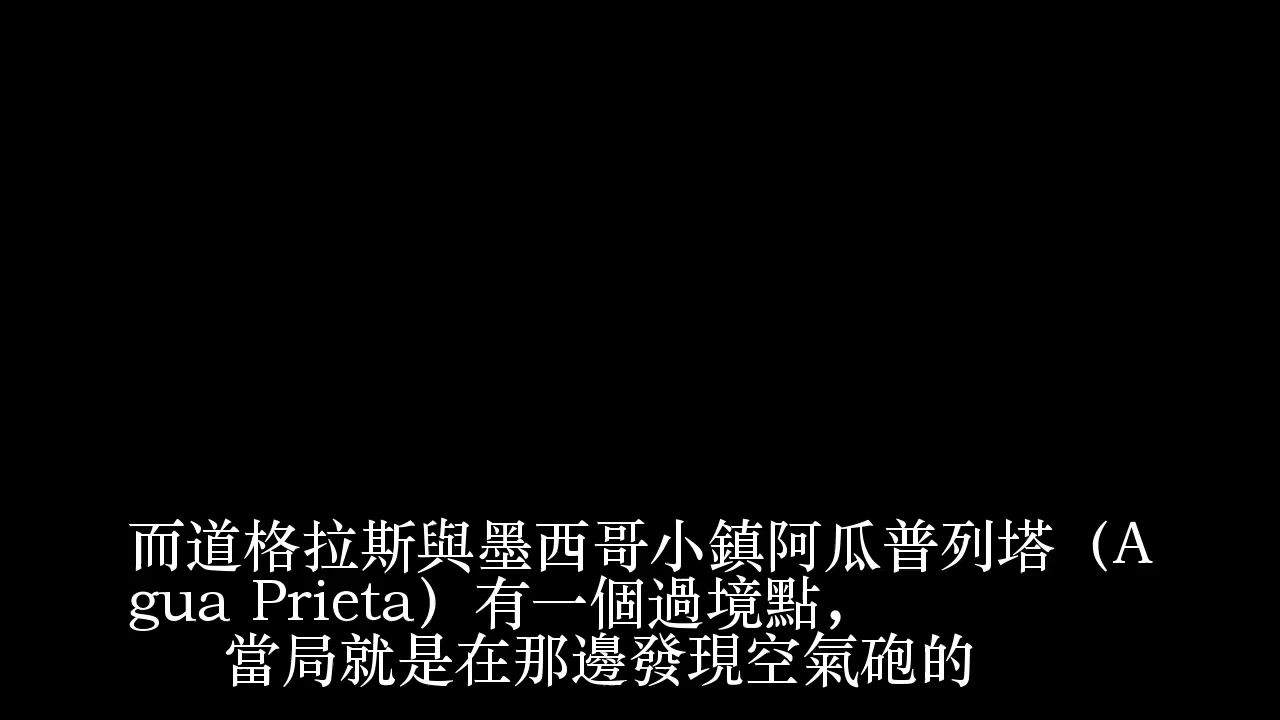 而道格拉斯與墨西哥小鎮阿瓜普列塔（A
gua Prieta）有一個過境點，
當局就是在那邊發現空氣砲的